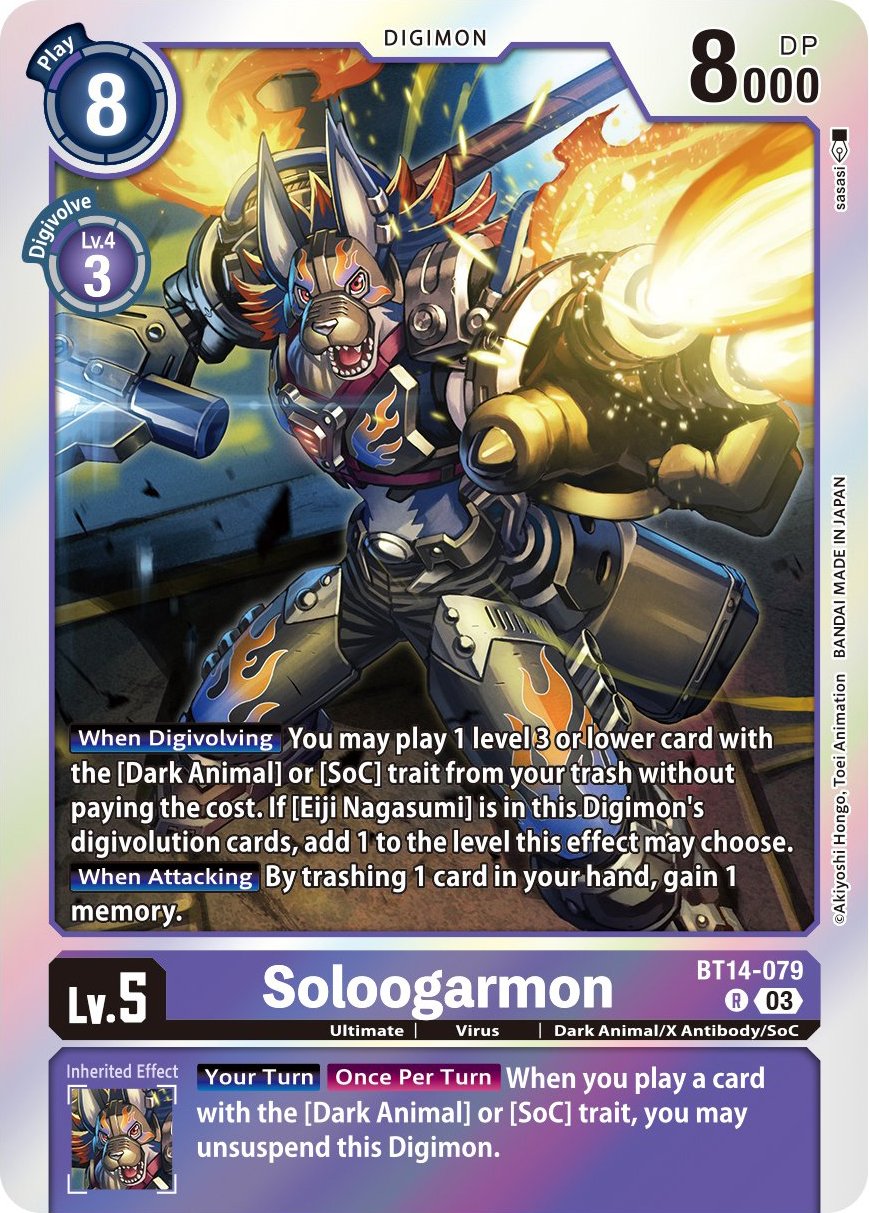 DIGIMON
Play
8
DP
8000
Digivolve
Lv.4
3
sasasi
When Digivolving You may play 1 level 3 or lower card with
the [Dark Animal] or [SoC] trait from your trash without
paying the cost. If [Eiji Nagasumi] is in this Digimon's
digivolution cards, add 1 to the level this effect may choose.
When Attacking By trashing 1 card in your hand, gain 1
memory.
©Akiyoshi Hongo, Toei Animation BANDAI MADE IN JAPAN
Lv.5
Soloogarmon
BT14-079
R 03
Ultimate | Virus | Dark Animal/X Antibody/SoC
Inherited Effect
Your Turn Once Per Turn When you play a card
with the [Dark Animal] or [SoC] trait, you may
unsuspend this Digimon.